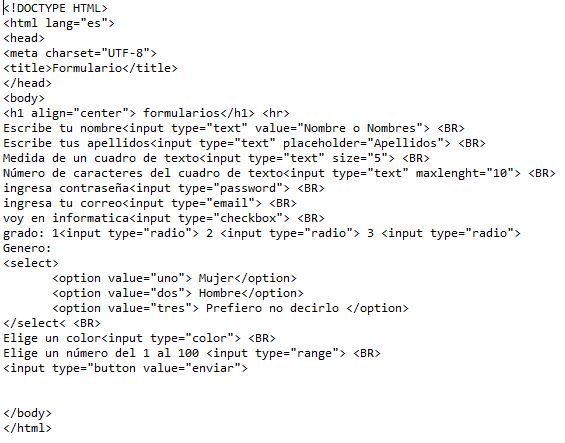 <!DOCTYPE HTML>
<html lang="es">
<head>
<meta charset="UTF-8">
<title>Formulario</title>
</head>
<body>
<h1 align="center"> formularios</h1> <hr>
Escribe tu nombre<input type="text" value="Nombre o Nombres"> <BR>
Escribe tus apellidos<input type="text" placeholder="Apellidos"> <BR>
Medida de un cuadro de texto<input type="text" size="5"> <BR>
Número de caracteres del cuadro de texto<input type="text" maxlenght="10"> <BR>
ingresa contraseña<input type="password"> <BR>
ingresa tu correo<input type="email"> <BR>
voy en informatica<input type="checkbox"> <BR>
grado: 1<input type="radio"> 2 <input type="radio"> 3 <input type="radio">
Genero:
<select>
<option value="uno"> Mujer</option>
<option value="dos"> Hombre</option>
<option value="tres"> Prefiero no decirlo </option>
</select< <BR>
Elige un color<input type="color"> <BR>
Elige un número del 1 al 100 <input type="range"> <BR>
<input type="button value="enviar">
</body>
</html>